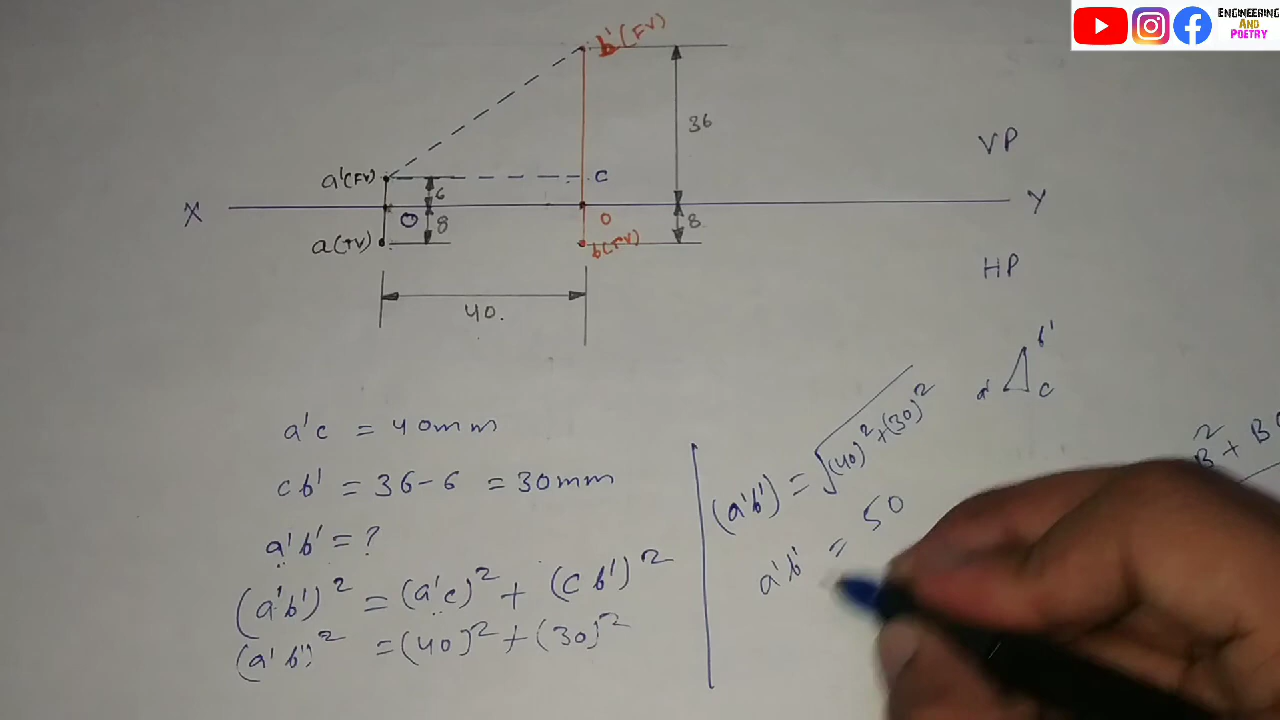 ENGINEERING
AND
POETRY
b'(FV)
36
VP
a'(FV)
c
6
X
Y
O
8
o
8
a(TV)
b(TV)
HP
40.
a'c = 40mm
cb' = 36-6 = 30mm
a'b' = ?
(a'b')² = (a'c)² + (cb')²
(a'b')² = (40)² + (30)²
(a'b') = √(40)²+(30)²
a'b' = 50
b'
a'
c
B² + B